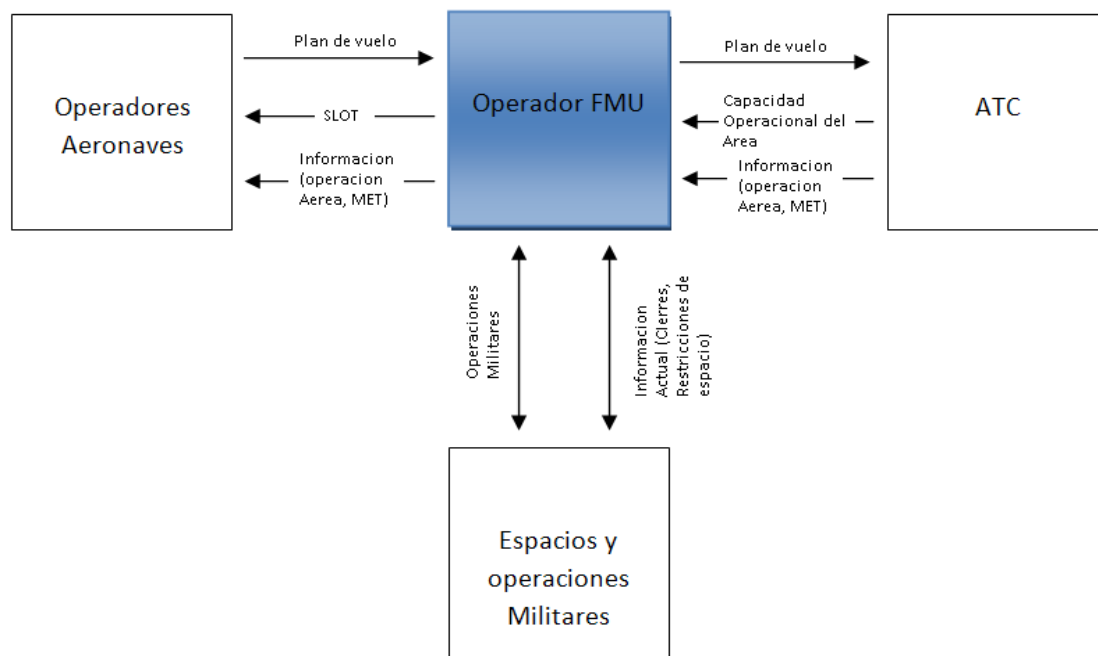 Plan de vuelo
Operadores
Aeronaves
SLOT
Informacion
(operacion
Aerea, MET)
Operador FMU
Plan de vuelo
Capacidad
Operacional del
Area
Informacion
(operacion
Aerea, MET)
ATC
Operaciones
Militares
Informacion
Actual (CIerres,
Restricciones de
espacio)
Espacios y
operaciones
Militares